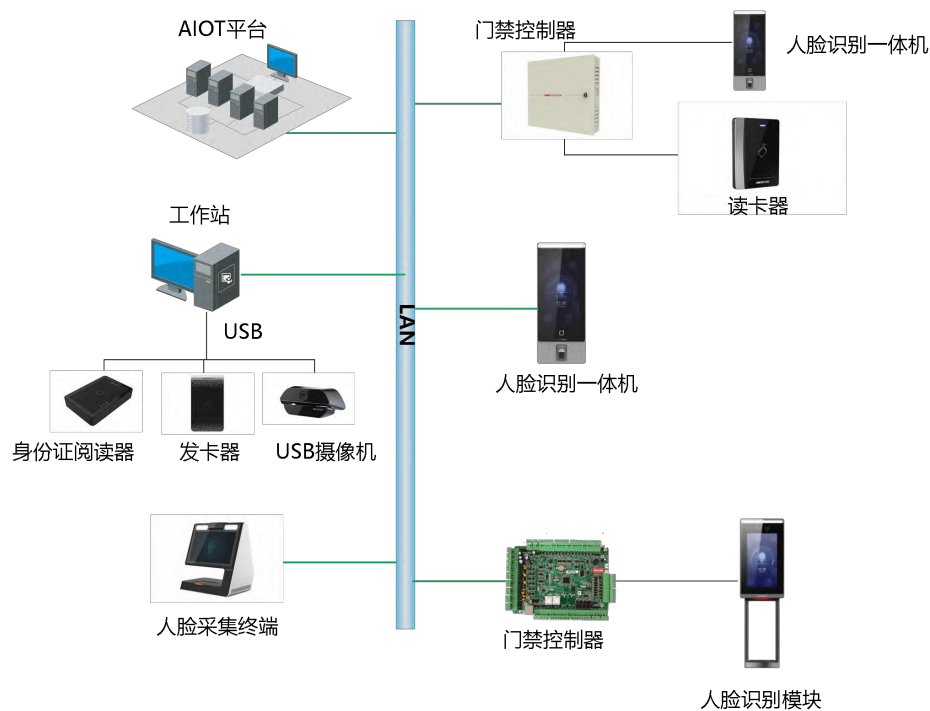 AIOT平台
门禁控制器
人脸识别一体机
读卡器
工作站
USB
LAN
人脸识别一体机
身份证阅读器
发卡器
USB摄像机
人脸采集终端
门禁控制器
人脸识别模块